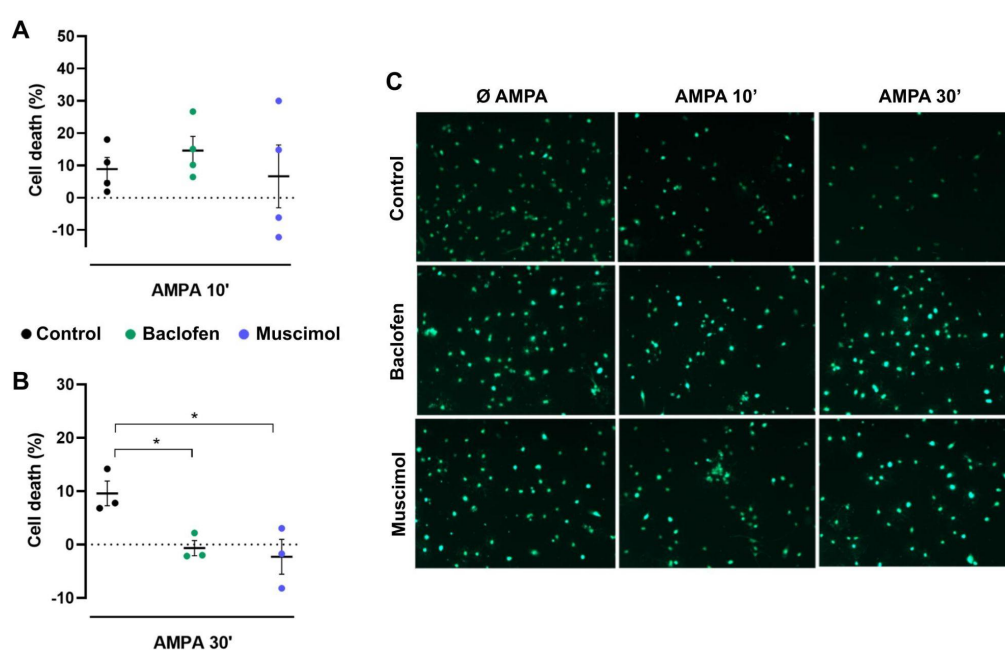 A
50
40
30
20
10
0
-10
Cell death (%)
AMPA 10'
Control Baclofen Muscimol
B
30
20
10
0
-10
Cell death (%)
*
*
AMPA 30'
C
Ø AMPA AMPA 10’ AMPA 30’
Control
Baclofen
Muscimol